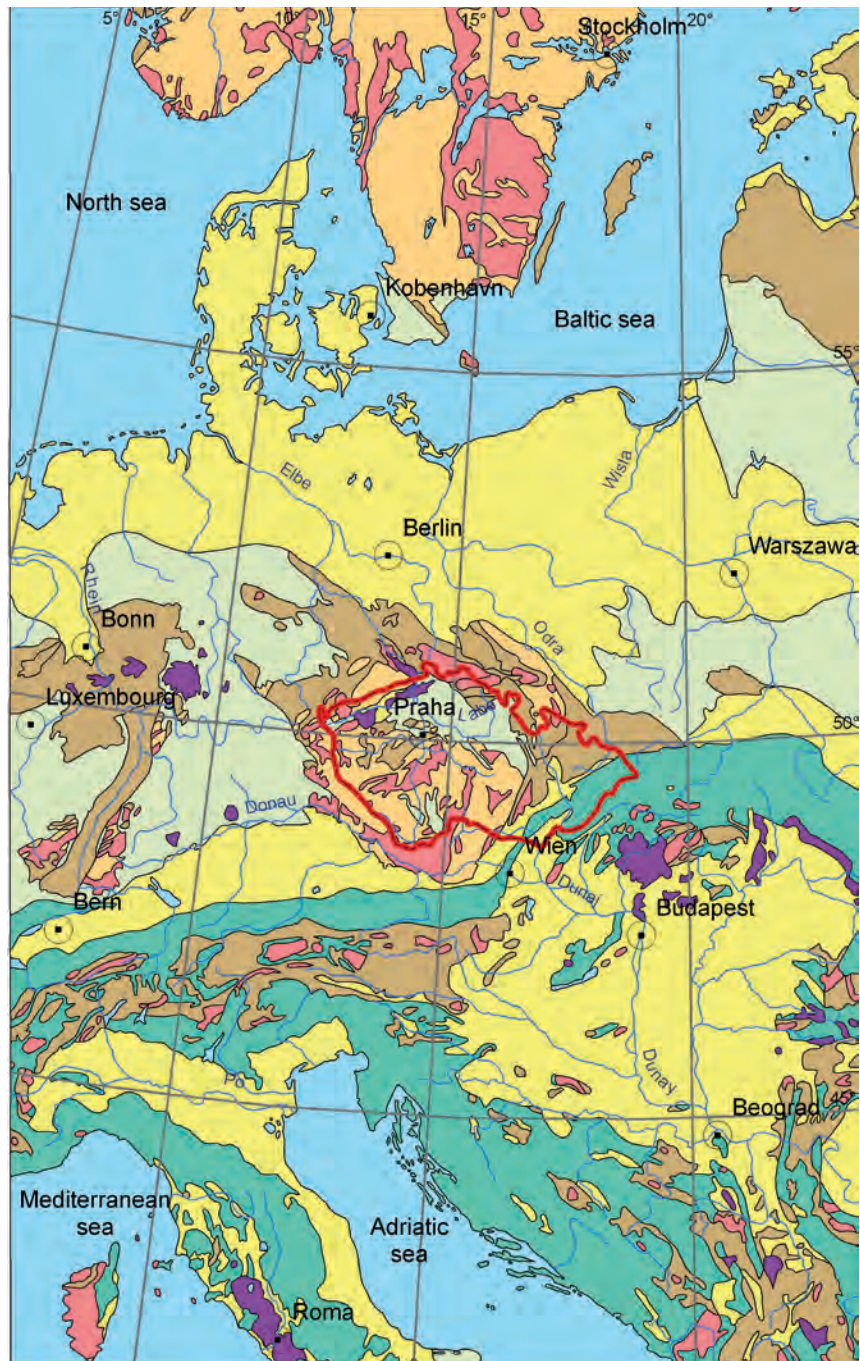 5°
10°
15°
Stockholm
20°
North sea
Kobenhavn
Baltic sea
55°
Elbe
Wisla
Berlin
Warszawa
Rhein
Bonn
Odra
Luxembourg
Praha
Labe
50°
Donau
Wien
Dunaj
Bern
Budapest
Dunaj
Po
45°
Beograd
Mediterranean
sea
Adriatic
sea
Roma